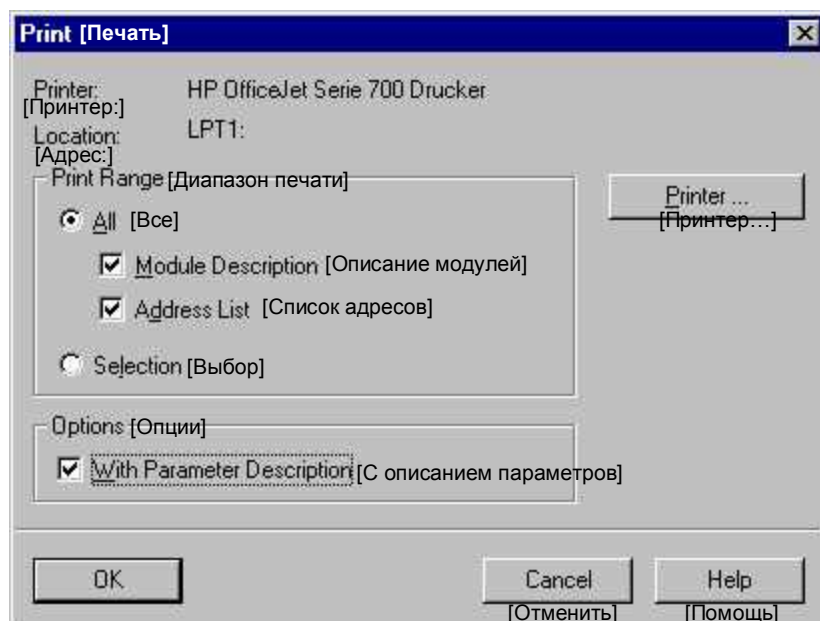 Print [Печать]
Printer: HP OfficeJet Serie 700 Drucker
[Принтер:]
Location: LPT1:
[Адрес:]
Print Range [Диапазон печати]
Printer ...
[Принтер...]
All [Все]
Module Description [Описание модулей]
Address List [Список адресов]
Selection [Выбор]
Options [Опции]
With Parameter Description [С описанием параметров]
OK Cancel Help
[Отменить] [Помощь]